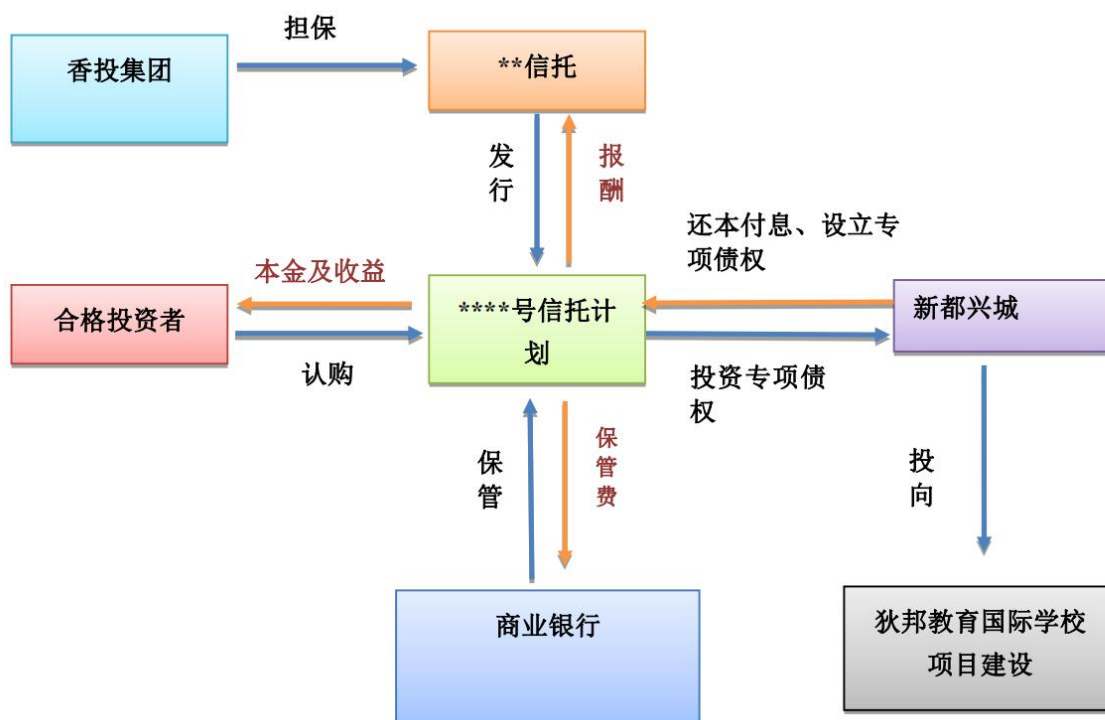 担保
香投集团
**信托
发
行
报
酬
还本付息、设立专
项债权
本金及收益
合格投资者
****号信托计
划
新都兴城
认购
投资专项债
权
保
管
保
管
费
投
向
商业银行
狄邦教育国际学校
项目建设